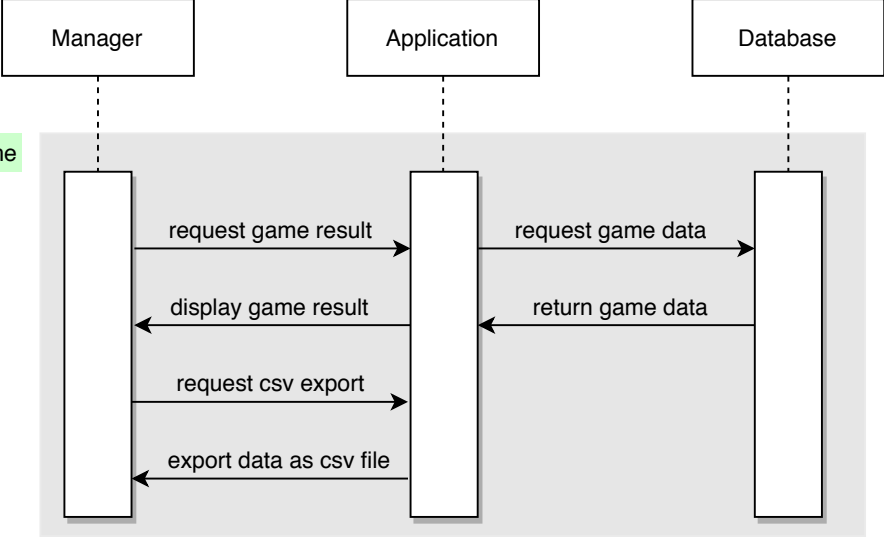 Manager
Application
Database
request game result
request game data
display game result
return game data
request csv export
export data as csv file